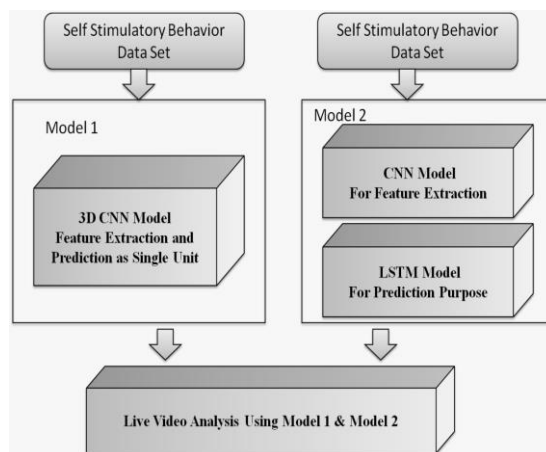 Self Stimulatory Behavior
Data Set
Self Stimulatory Behavior
Data Set
Model 1
3D CNN Model
Feature Extraction and
Prediction as Single Unit
Model 2
CNN Model
For Feature Extraction
LSTM Model
For Prediction Purpose
Live Video Analysis Using Model 1 & Model 2